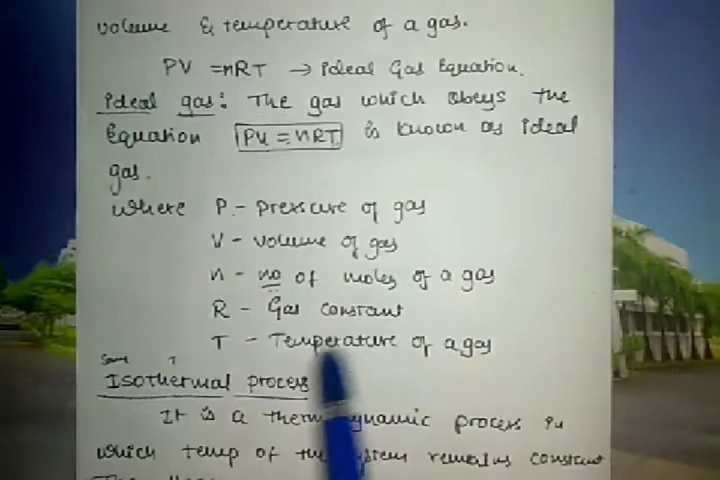 volume & temperature of a gas.
PV = nRT → ideal Gas Equation.
ideal gas: The gas which obeys the
Equation PV = nRT is known as ideal
gas.
where P - pressure of gas
V - volume of gas
n - no of moles of a gas
R - Gas constant
T - Temperature of a gas
Same T
Isothermal process
It is a thermodynamic process in
which temp of the system remains constant